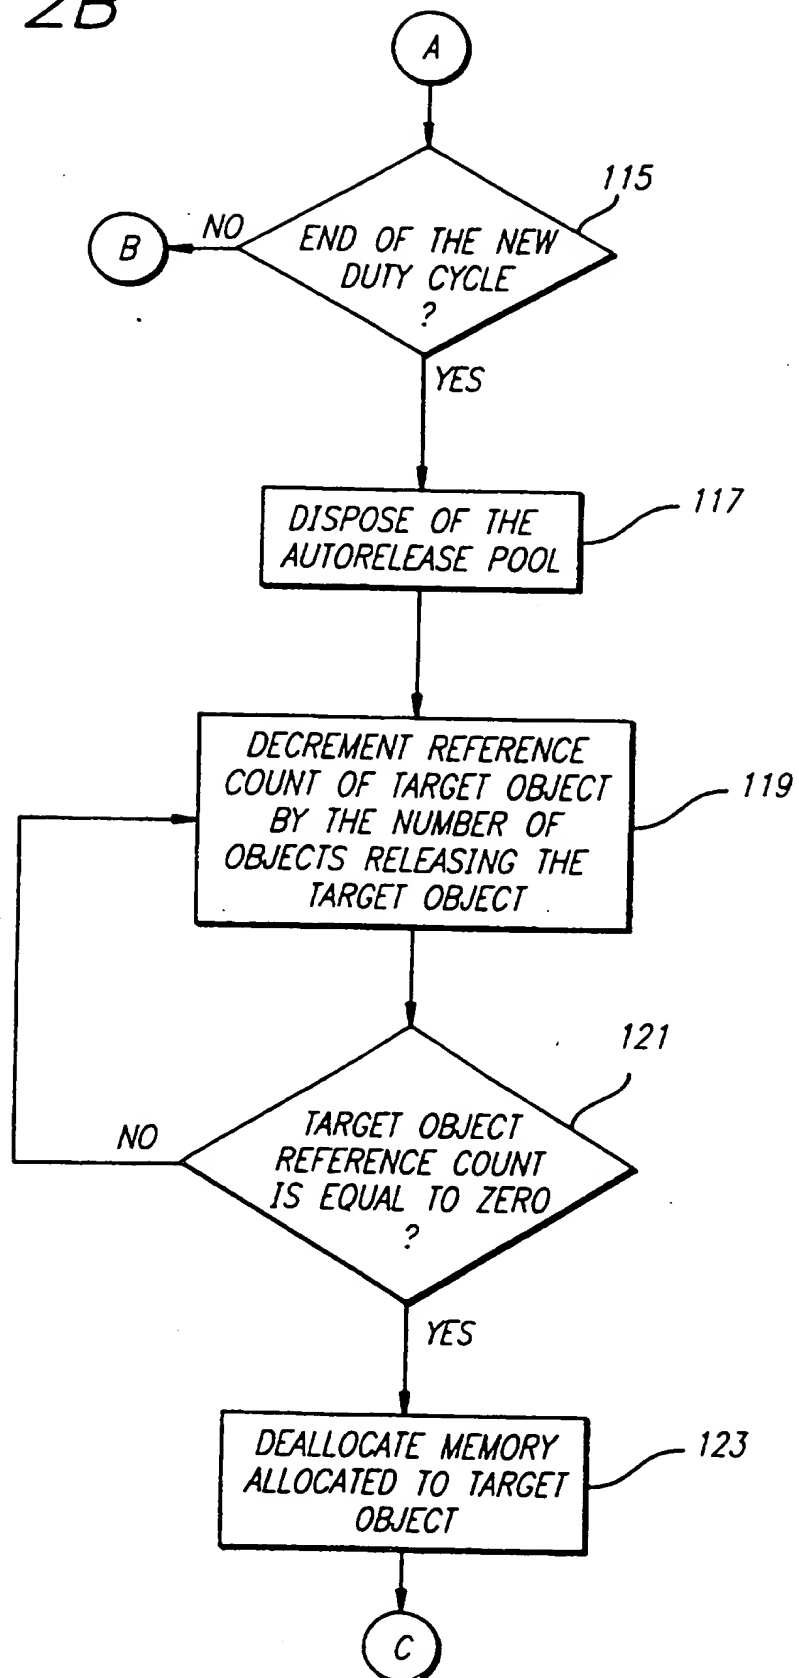 2B
A
115
NO
B
END OF THE NEW
DUTY CYCLE
?
YES
117
DISPOSE OF THE
AUTORELEASE POOL
DECREMENT REFERENCE
COUNT OF TARGET OBJECT
BY THE NUMBER OF
OBJECTS RELEASING THE
TARGET OBJECT
119
121
NO
TARGET OBJECT
REFERENCE COUNT
IS EQUAL TO ZERO
?
YES
DEALLOCATE MEMORY
ALLOCATED TO TARGET
OBJECT
123
C